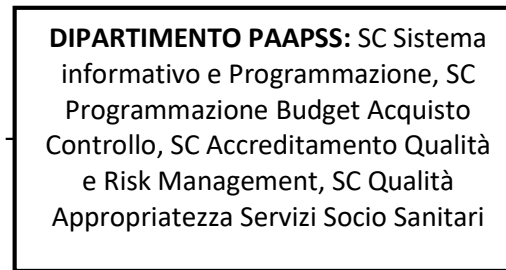 DIPARTIMENTO PAAPSS: SC Sistema
informativo e Programmazione, SC
Programmazione Budget Acquisto
Controllo, SC Accreditamento Qualità
e Risk Management, SC Qualità
Appropriatezza Servizi Socio Sanitari